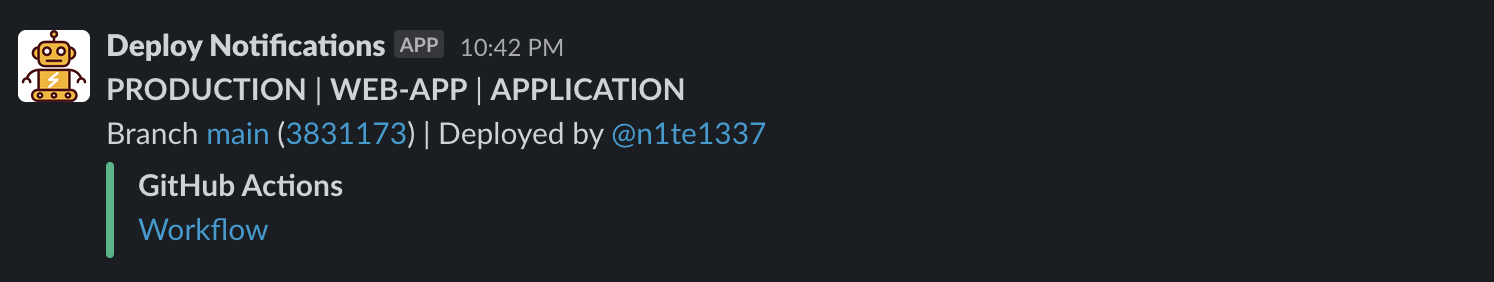 Deploy Notifications APP 10:42 PM
PRODUCTION | WEB-APP | APPLICATION
Branch main (3831173) | Deployed by @n1te1337
GitHub Actions
Workflow